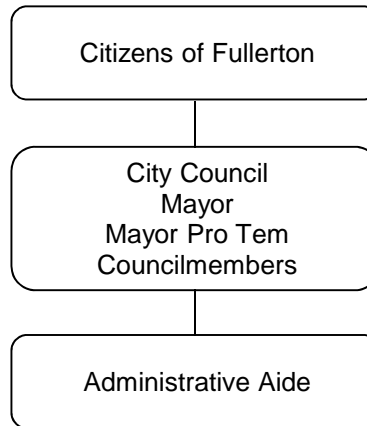 Citizens of Fullerton
City Council
Mayor
Mayor Pro Tem
Councilmembers
Administrative Aide